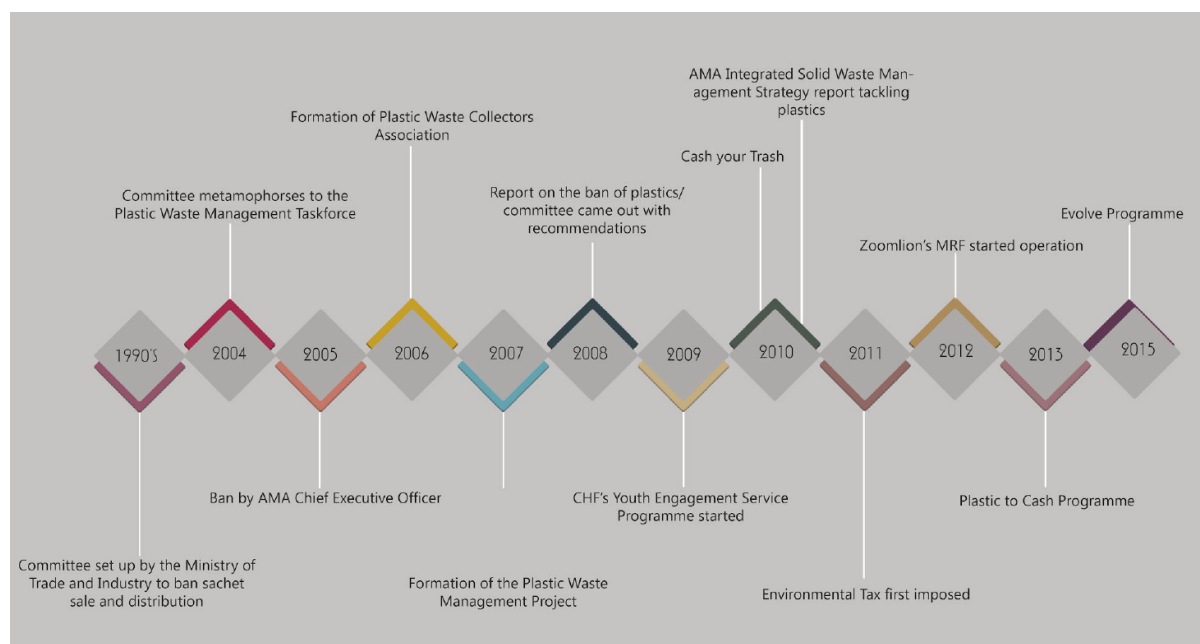 AMA Integrated Solid Waste Man-
agement Strategy report tackling
plastics
Formation of Plastic Waste Collectors
Association
Cash your Trash
Committee metamophorses to the
Plastic Waste Management Taskforce
Report on the ban of plastics/
committee came out with
recommendations
Evolve Programme
Zoomlion's MRF started operation
1990's
2004
2005
2006
2007
2008
2009
2010
2011
2012
2013
2015
Ban by AMA Chief Executive Officer
CHF's Youth Engagement Service
Programme started
Plastic to Cash Programme
Committee set up by the Ministry of
Trade and Industry to ban sachet
sale and distribution
Formation of the Plastic Waste
Management Project
Environmental Tax first imposed